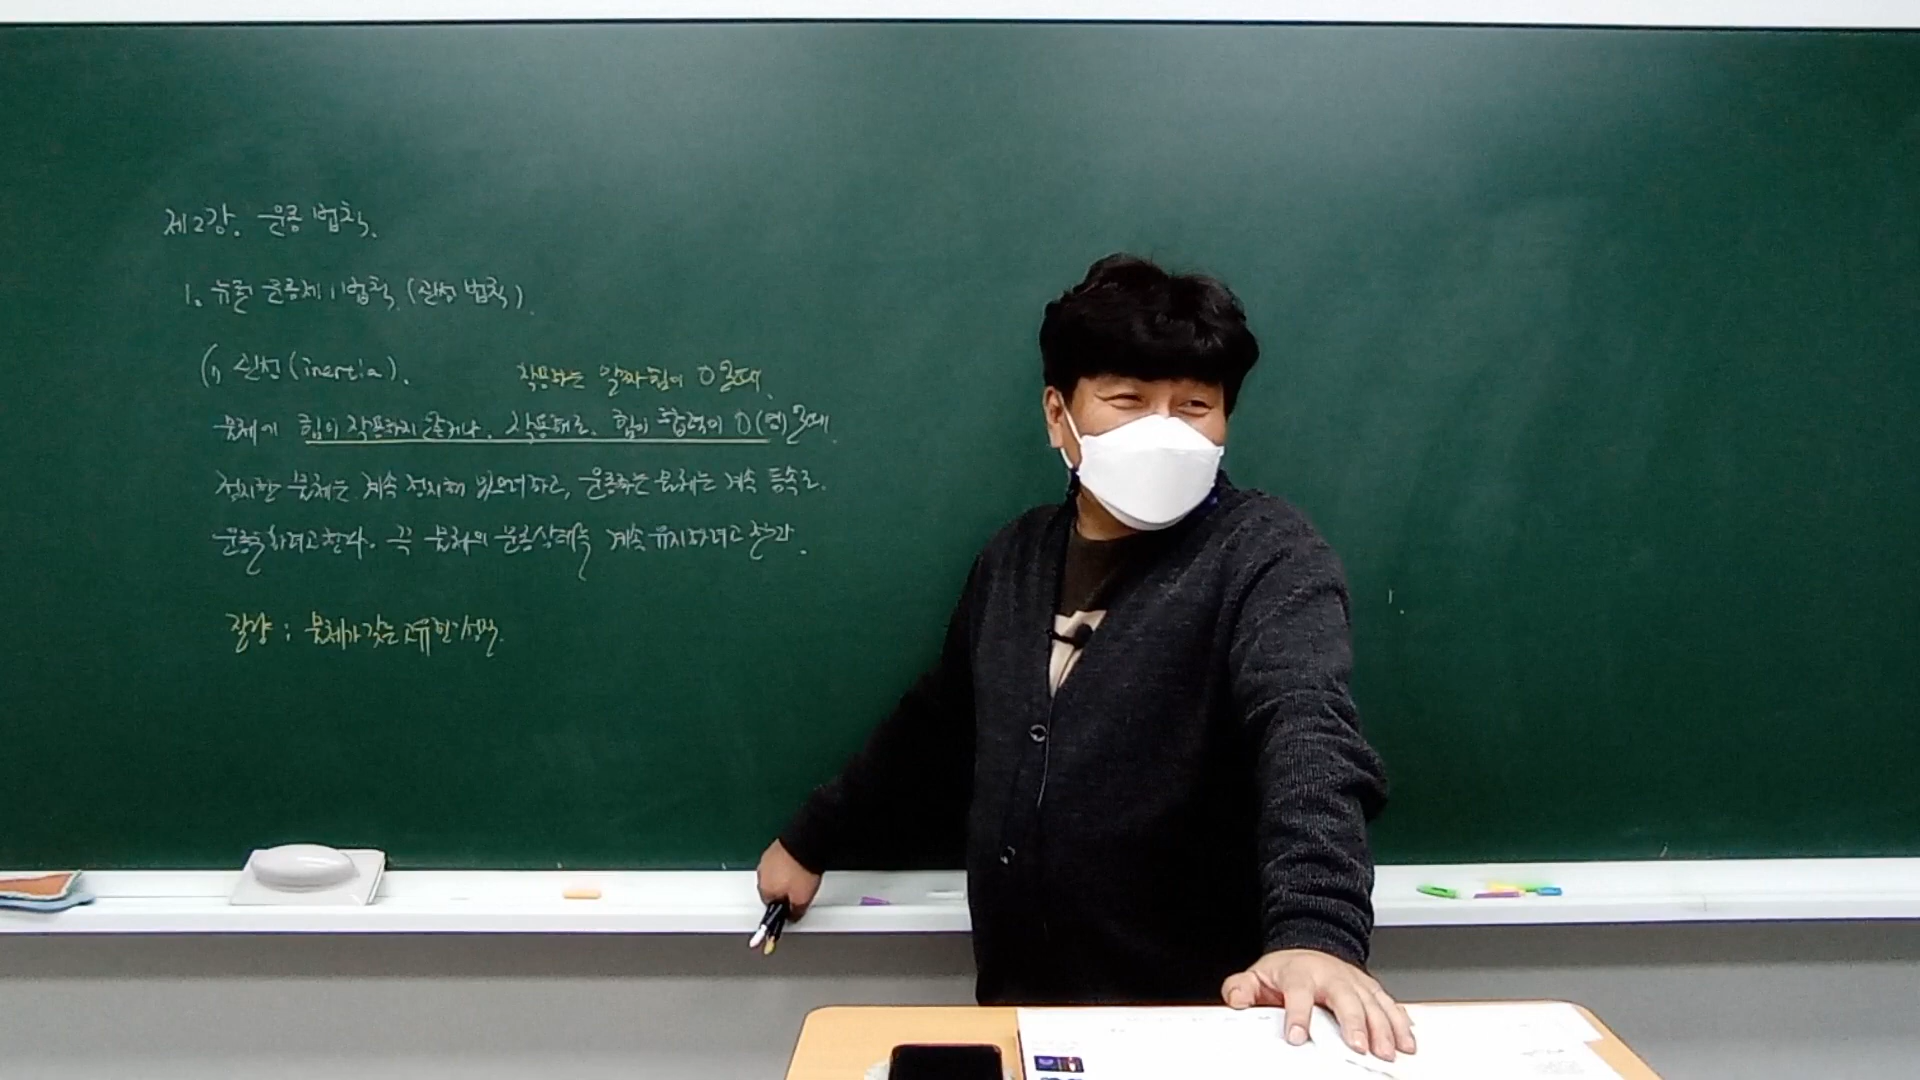 제2강. 운동 법칙.
1. 뉴턴 운동 제1법칙 (관성 법칙).
(1) 관성 (inertia).
작용하는 알짜힘이 0일때.
물체에 힘이 작용하지 않거나, 작용해도 힘의 합력이 0(영)일때.
정지한 물체는 계속 정지해 있으려하고, 운동하는 물체는 계속 등속도
운동을 하려고 한다. 즉 물체의 운동상태를 계속 유지하려고 한다.
질량 : 물체가 갖는 고유한 성질.